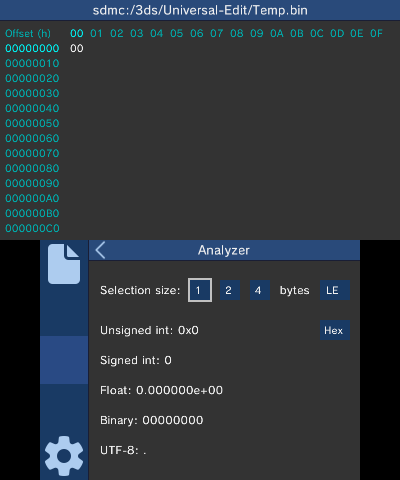 sdmc:/3ds/Universal-Edit/Temp.bin
Offset (h) 00 01 02 03 04 05 06 07 08 09 0A 0B 0C 0D 0E 0F
00000000 00
00000010
00000020
00000030
00000040
00000050
00000060
00000070
00000080
00000090
000000A0
000000B0
000000C0
Analyzer
Selection size: 1 2 4 bytes LE
Unsigned int: 0x0 Hex
Signed int: 0
Float: 0.000000e+00
Binary: 00000000
UTF-8: .